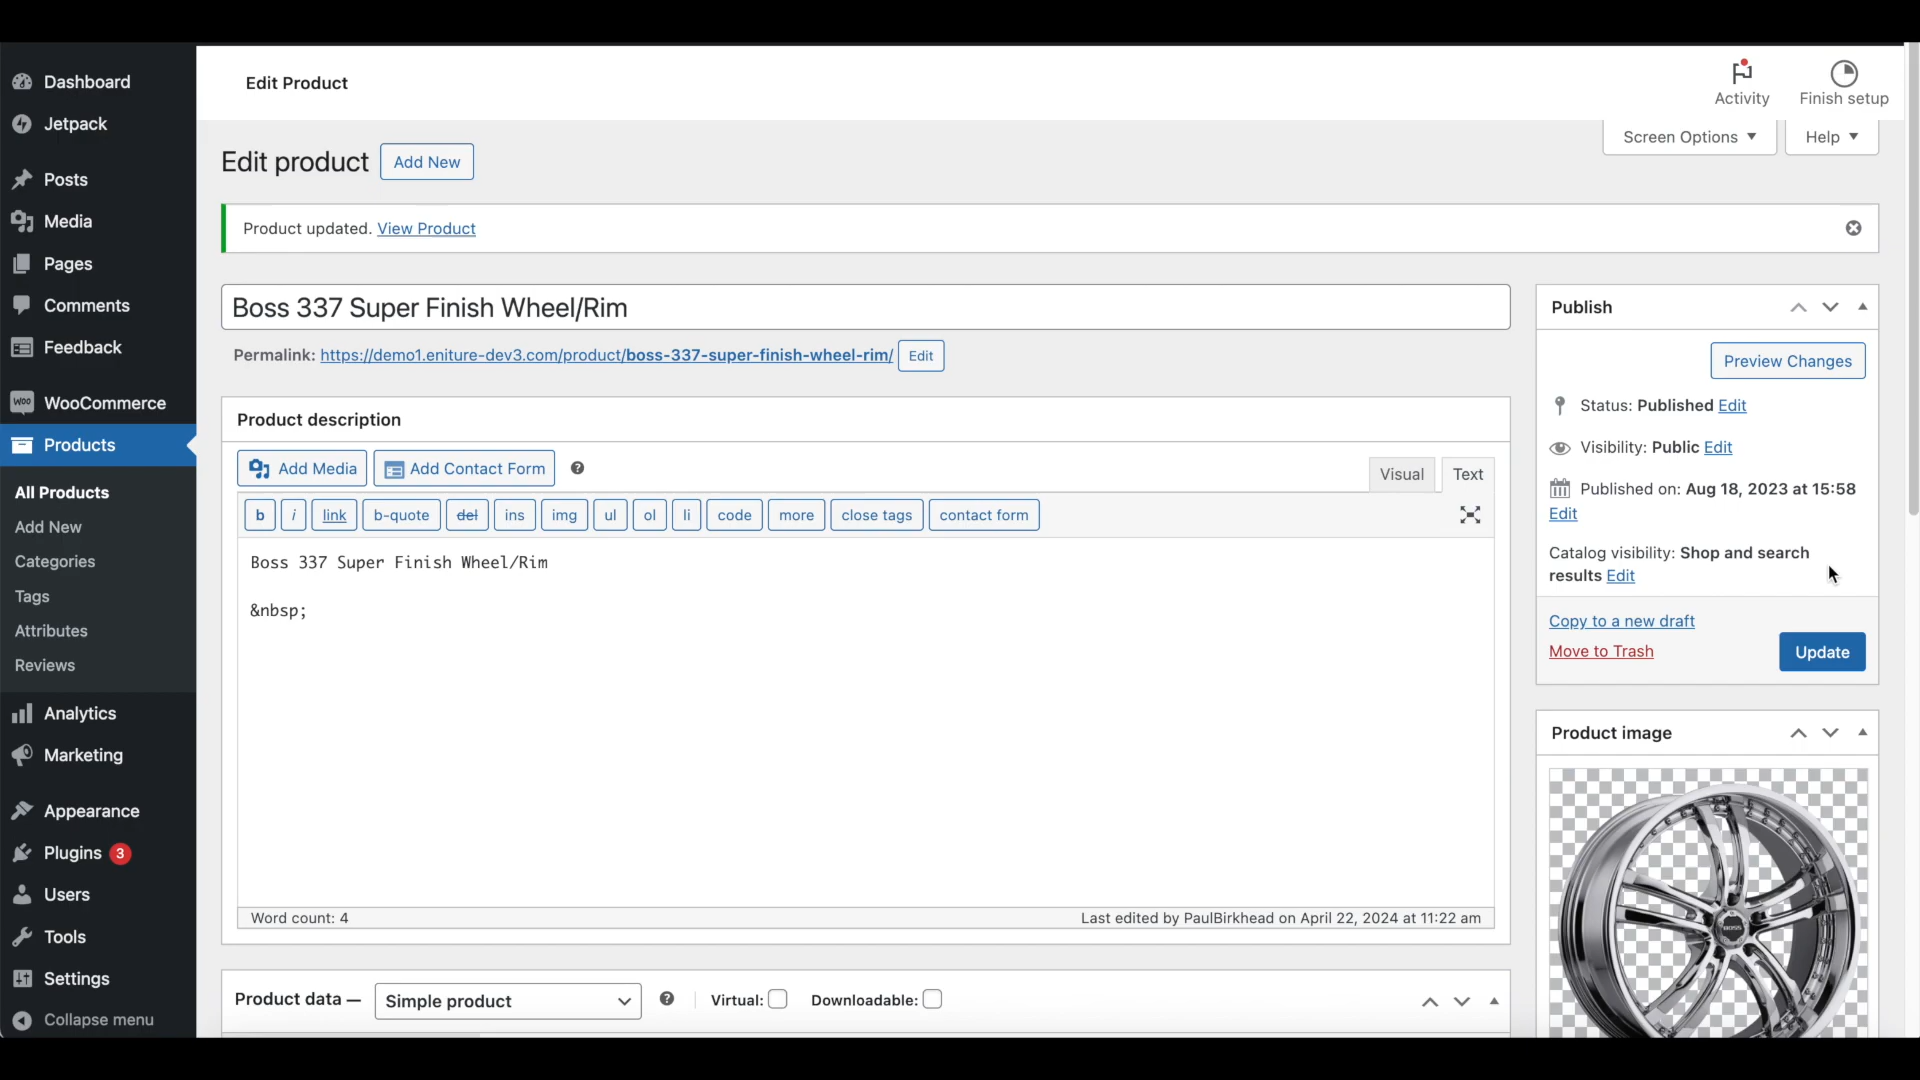 Dashboard
Jetpack
Posts
Media
Pages
Comments
Feedback
WooCommerce
Products
All Products
Add New
Categories
Tags
Attributes
Reviews
Analytics
Marketing
Appearance
Plugins 3
Users
Tools
Settings
Collapse menu
Edit Product
Activity
Finish setup
Screen Options
Help
Edit product
Add New
Product updated. View Product
Boss 337 Super Finish Wheel/Rim
Permalink: https://demo1.eniture-dev3.com/product/boss-337-super-finish-wheel-rim/ Edit
Product description
Add Media
Add Contact Form
Visual
Text
b i link b-quote del ins img ul ol li code more close tags contact form
Boss 337 Super Finish Wheel/Rim
&nbsp;
Word count: 4
Last edited by PaulBirkhead on April 22, 2024 at 11:22 am
Product data — Simple product
Virtual:
Downloadable:
Publish
Preview Changes
Status: Published Edit
Visibility: Public Edit
Published on: Aug 18, 2023 at 15:58
Edit
Catalog visibility: Shop and search
results Edit
Copy to a new draft
Move to Trash
Update
Product image
BOSS